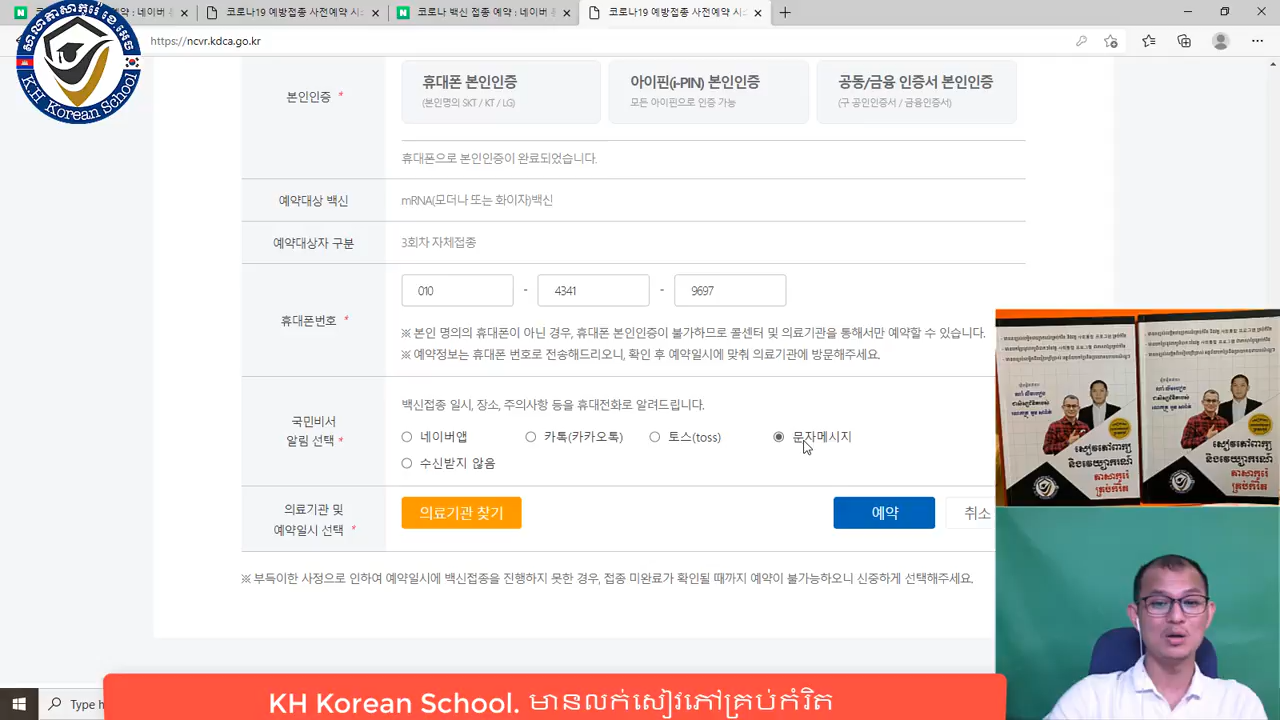 코로나19 예방접종 사전예약 시
코로나 백신 접종 예약 : 네이버
코로나19 예방접종 사전예약 시
https://ncvr.kdca.go.kr
KH Korean School
본인인증 *
휴대폰 본인인증
(본인명의 SKT / KT / LG)
아이핀(i-PIN) 본인인증
모든 아이핀으로 인증 가능
공동/금융 인증서 본인인증
(구 공인인증서 / 금융인증서)
휴대폰으로 본인인증이 완료되었습니다.
예약대상 백신
mRNA(모더나 또는 화이자)백신
예약대상자 구분
3회차 자체접종
휴대폰번호 *
010 - 4341 - 9697
※ 본인 명의의 휴대폰이 아닌 경우, 휴대폰 본인인증이 불가하므로 콜센터 및 의료기관을 통해서만 예약할 수 있습니다.
※ 예약정보는 휴대폰 번호로 전송해드리오니, 확인 후 예약일시에 맞춰 의료기관에 방문해주세요.
국민비서
알림 선택 *
백신접종 일시, 장소, 주의사항 등을 휴대전화로 알려드립니다.
네이버앱
카톡(카카오톡)
토스(toss)
문자메시지
수신받지 않음
의료기관 및
예약일시 선택 *
의료기관 찾기
예약
취소
※ 부득이한 사정으로 인하여 예약일시에 백신접종을 진행하지 못한 경우, 접종 미완료가 확인될 때까지 예약이 불가능하오니 신중하게 선택해주세요.
KH Korean School. មានលក់សៀវភៅគ្រប់កំរិត